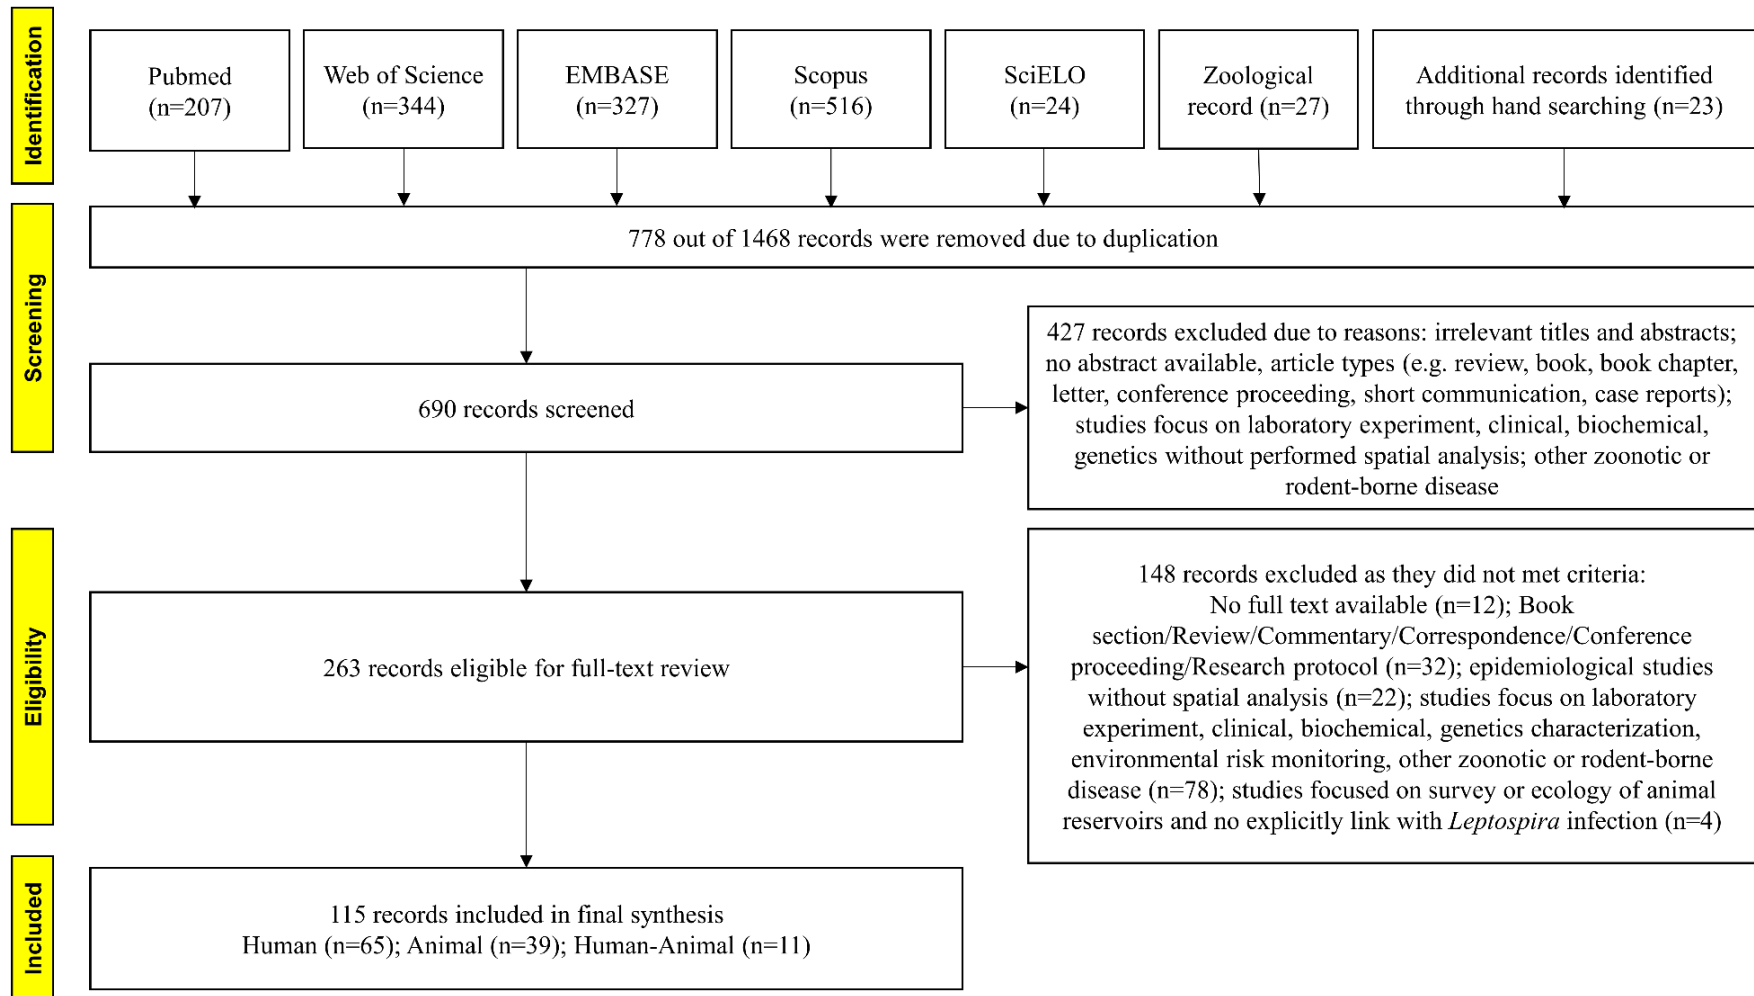 Identification
Pubmed
(n=207)
Web of Science
(n=344)
EMBASE
(n=327)
Scopus
(n=516)
SciELO
(n=24)
Zoological
record (n=27)
Additional records identified
through hand searching (n=23)
Screening
778 out of 1468 records were removed due to duplication
690 records screened
427 records excluded due to reasons: irrelevant titles and abstracts;
no abstract available, article types (e.g. review, book, book chapter,
letter, conference proceeding, short communication, case reports);
studies focus on laboratory experiment, clinical, biochemical,
genetics without performed spatial analysis; other zoonotic or
rodent-borne disease
Eligibility
263 records eligible for full-text review
148 records excluded as they did not met criteria:
No full text available (n=12); Book
section/Review/Commentary/Correspondence/Conference
proceeding/Research protocol (n=32); epidemiological studies
without spatial analysis (n=22); studies focus on laboratory
experiment, clinical, biochemical, genetics characterization,
environmental risk monitoring, other zoonotic or rodent-borne
disease (n=78); studies focused on survey or ecology of animal
reservoirs and no explicitly link with Leptospira infection (n=4)
Included
115 records included in final synthesis
Human (n=65); Animal (n=39); Human-Animal (n=11)